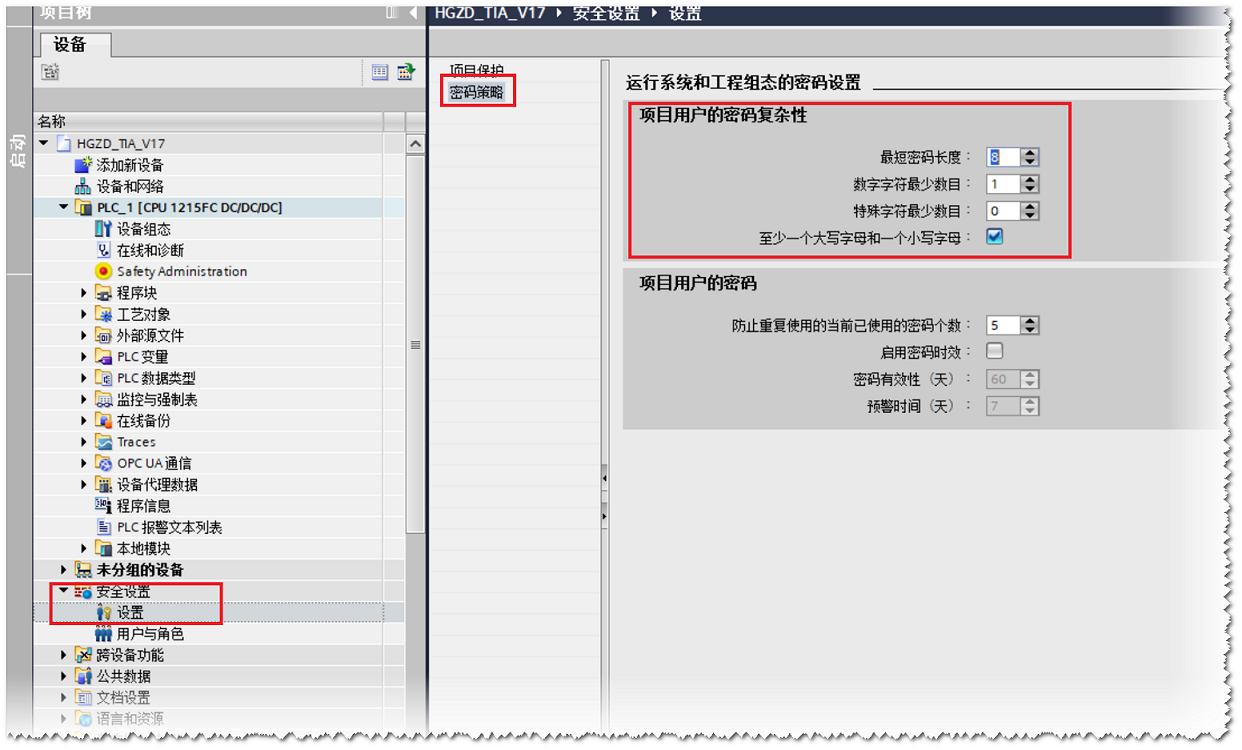 项目树
HGZD_TIA_V17 ▸ 安全设置 ▸ 设置
设备
启动
名称
HGZD_TIA_V17
添加新设备
设备和网络
PLC_1 [CPU 1215FC DC/DC/DC]
设备组态
在线和诊断
Safety Administration
程序块
工艺对象
外部源文件
PLC 变量
PLC 数据类型
监控与强制表
在线备份
Traces
OPC UA 通信
设备代理数据
程序信息
PLC 报警文本列表
本地模块
未分组的设备
安全设置
设置
用户与角色
跨设备功能
公共数据
文档设置
语言和资源
项目保护
密码策略
运行系统和工程组态的密码设置
项目用户的密码复杂性
最短密码长度： 8
数字字符最少数目： 1
特殊字符最少数目： 0
至少一个大写字母和一个小写字母：
项目用户的密码
防止重复使用的当前已使用的密码个数： 5
启用密码时效：
密码有效性（天）： 60
预警时间（天）： 7